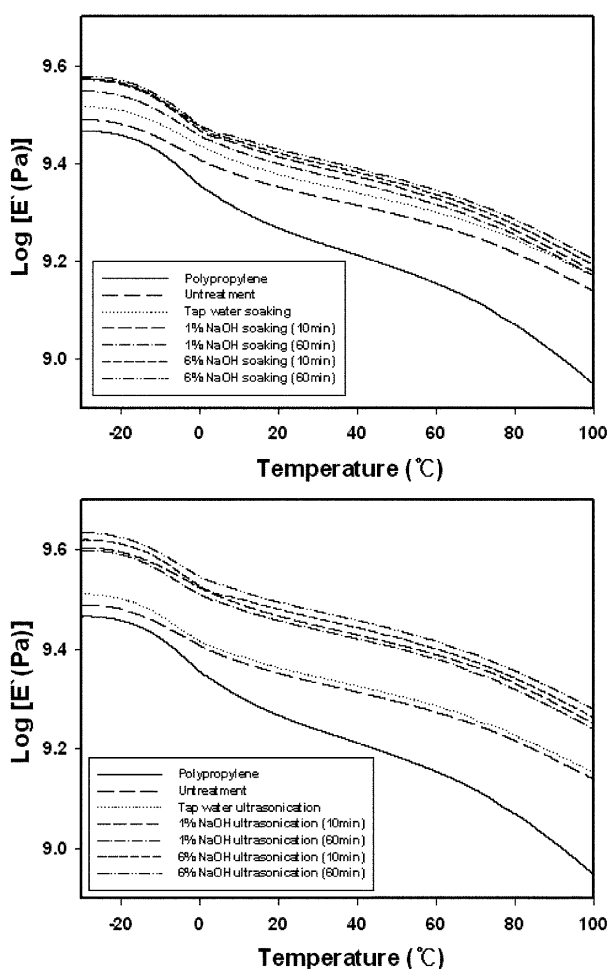 Log [E`(Pa)]
9.6
9.4
9.2
9.0
Polypropylene
Untreatment
Tap water soaking
1% NaOH soaking (10min)
1% NaOH soaking (60min)
6% NaOH soaking (10min)
6% NaOH soaking (60min)
-20 0 20 40 60 80 100
Temperature (℃)
Log [E`(Pa)]
9.6
9.4
9.2
9.0
Polypropylene
Untreatment
Tap water ultrasonication
1% NaOH ultrasonication (10min)
1% NaOH ultrasonication (60min)
6% NaOH ultrasonication (10min)
6% NaOH ultrasonication (60min)
-20 0 20 40 60 80 100
Temperature (℃)